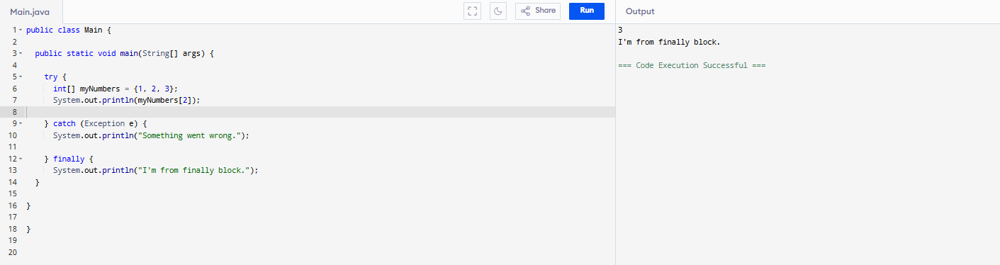 Main.java
Share
Run
Output
1 public class Main {
2
3 public static void main(String[] args) {
4
5 try {
6 int[] myNumbers = {1, 2, 3};
7 System.out.println(myNumbers[2]);
8
9 } catch (Exception e) {
10 System.out.println("Something went wrong.");
11
12 } finally {
13 System.out.println("I'm from finally block.");
14 }
15
16 }
17
18 }
19
20
3
I'm from finally block.
=== Code Execution Successful ===